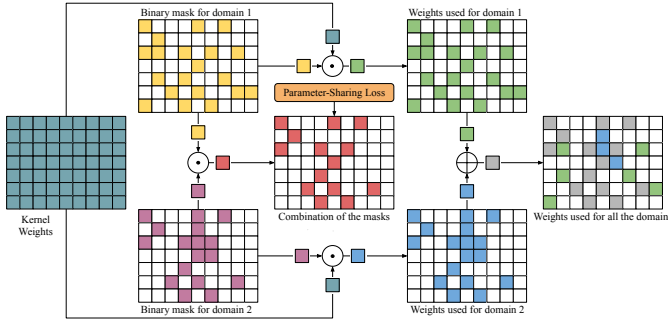 Binary mask for domain 1
Weights used for domain 1
Parameter-Sharing Loss
Kernel
Weights
Combination of the masks
Weights used for all the domain
Binary mask for domain 2
Weights used for domain 2